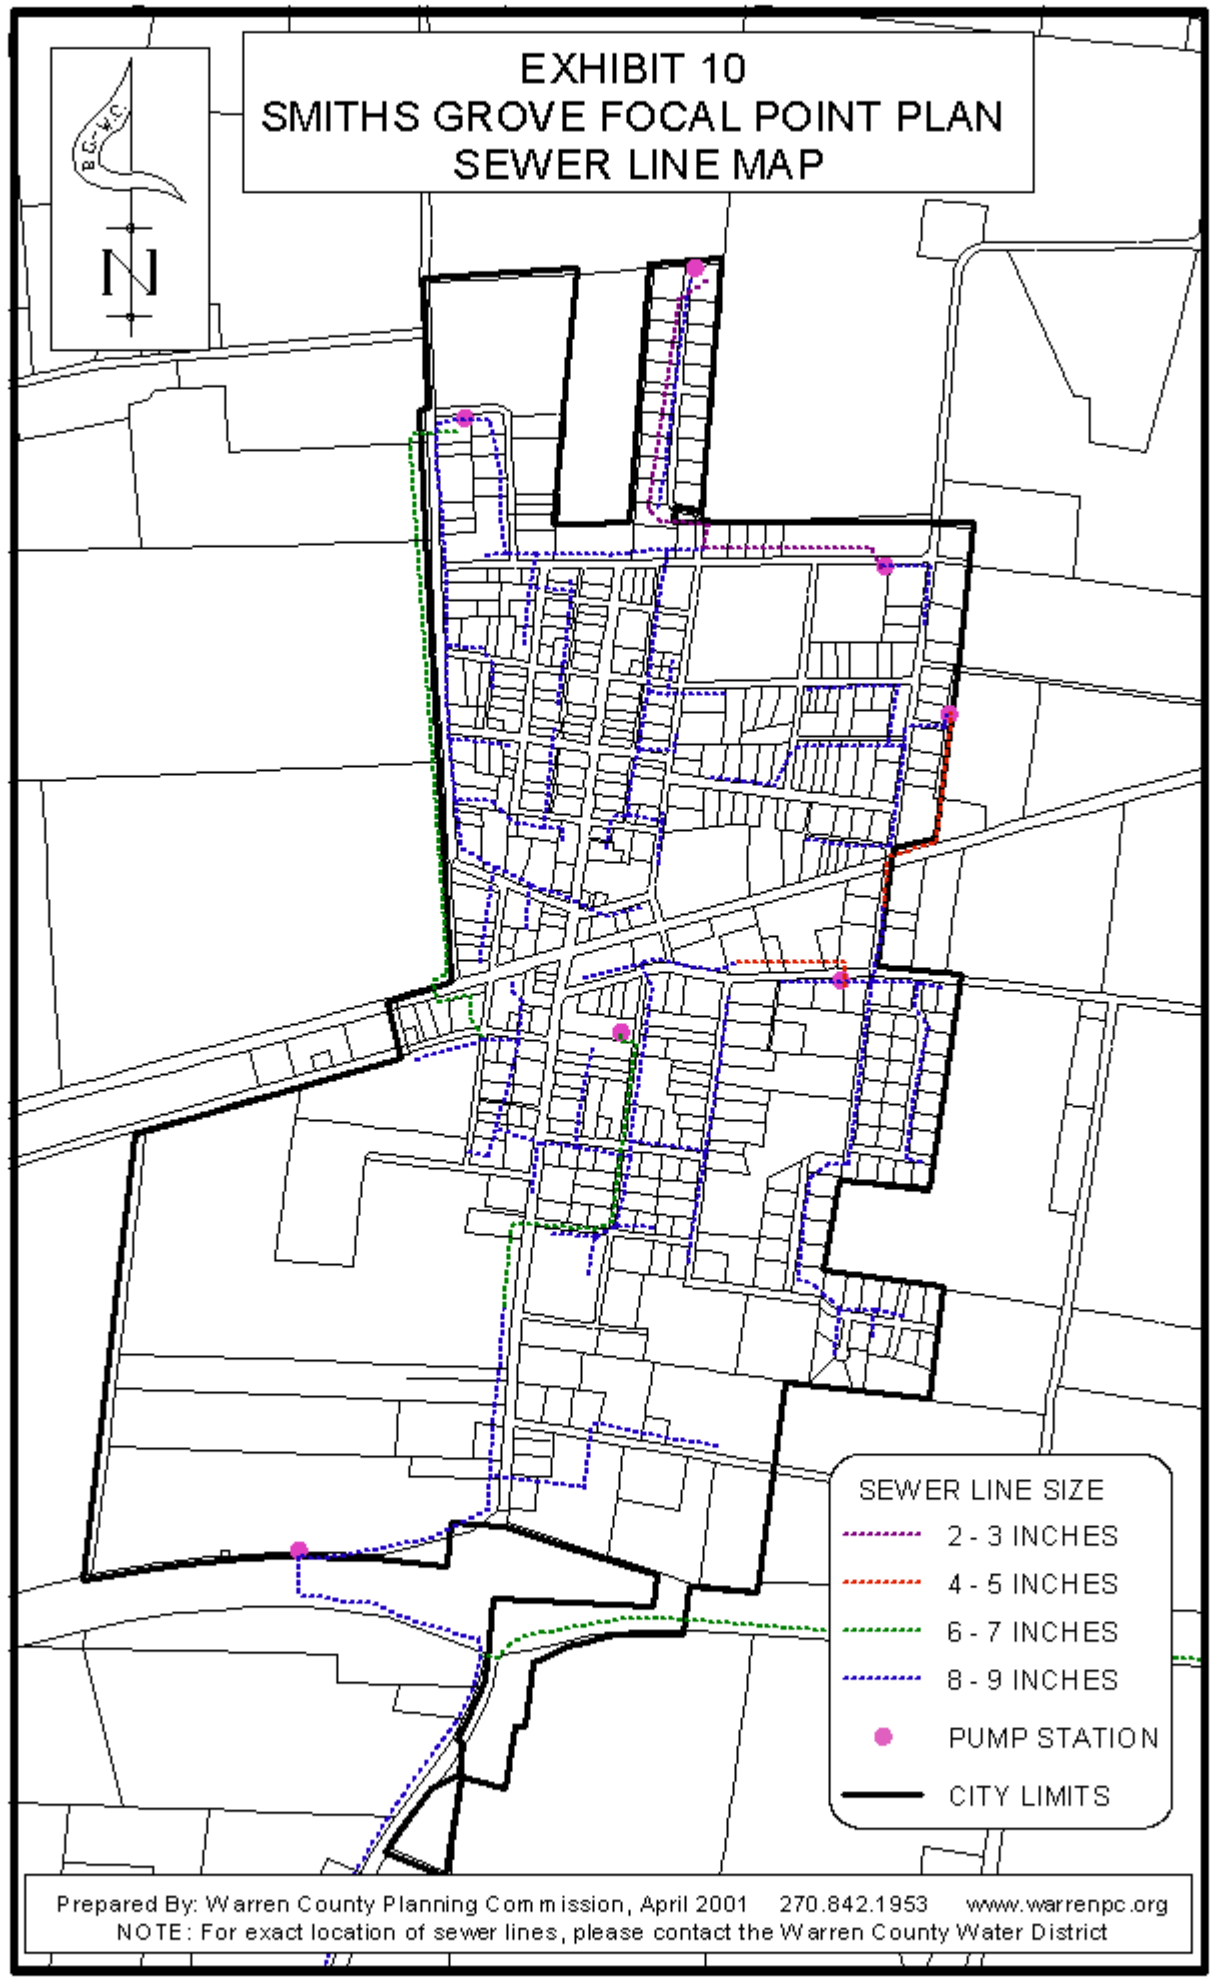 EXHIBIT 10
SMITHS GROVE FOCAL POINT PLAN
SEWER LINE MAP
B.G.-W.C.
N
SEWER LINE SIZE
2 - 3 INCHES
4 - 5 INCHES
6 - 7 INCHES
8 - 9 INCHES
PUMP STATION
CITY LIMITS
Prepared By: Warren County Planning Commission, April 2001 270.842.1953 www.warrenpc.org
NOTE: For exact location of sewer lines, please contact the Warren County Water District